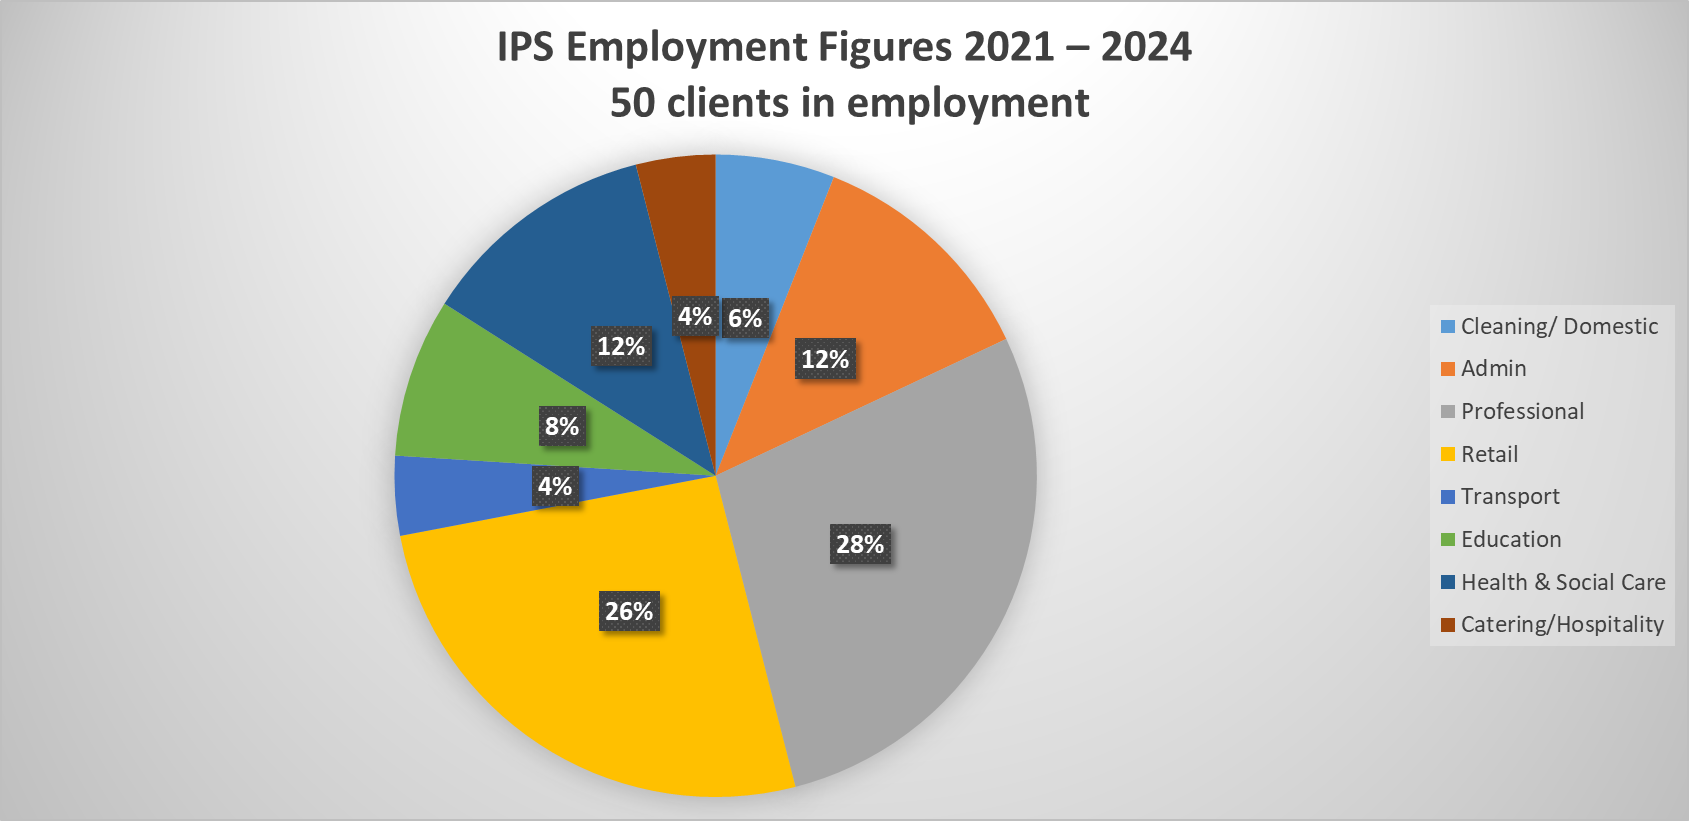 IPS Employment Figures 2021 – 2024
50 clients in employment
4%
6%
12%
12%
8%
4%
28%
26%
Cleaning/ Domestic
Admin
Professional
Retail
Transport
Education
Health & Social Care
Catering/Hospitality